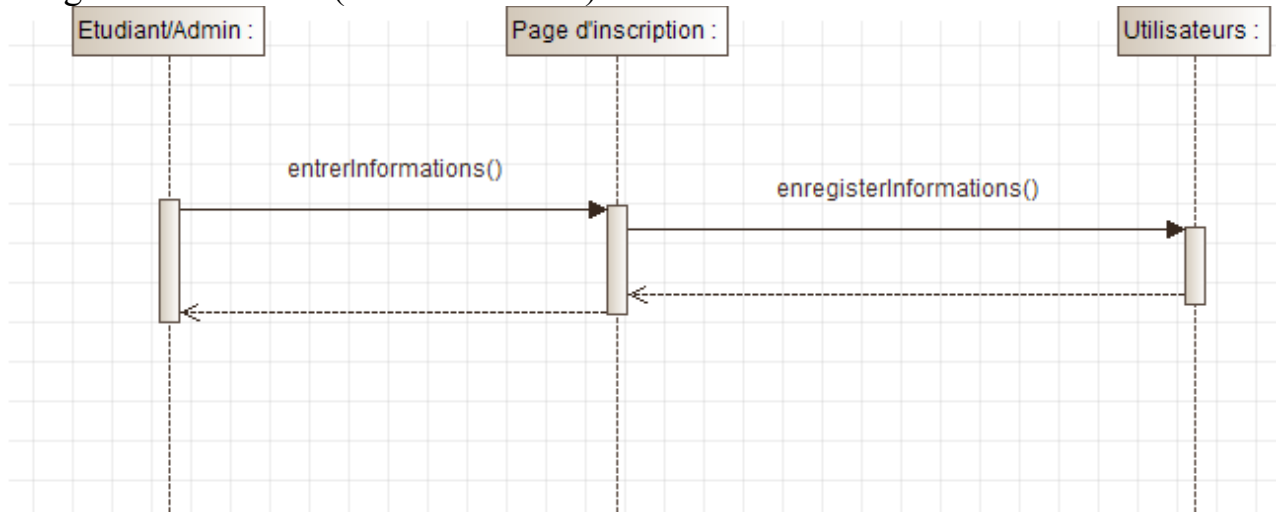 Etudiant/Admin :
Page d'inscription :
Utilisateurs :
entrerInformations()
enregisterInformations()